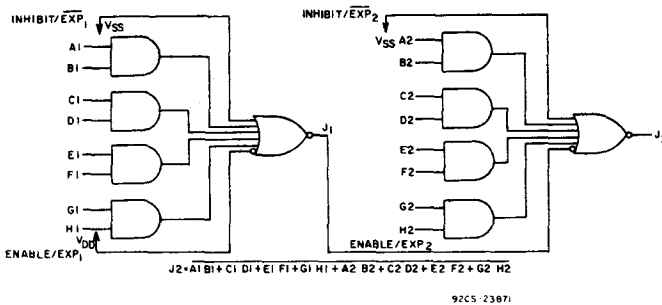 INHIBIT/EXP1
VSS
A1
B1
C1
D1
E1
F1
G1
H1
VDD
ENABLE/EXP1
J1
INHIBIT/EXP2
VSS
A2
B2
C2
D2
E2
F2
G2
H2
ENABLE/EXP2
J2=A1 B1+C1 D1+E1 F1+G1 H1+A2 B2+C2 D2+E2 F2+G2 H2
92CS-23871